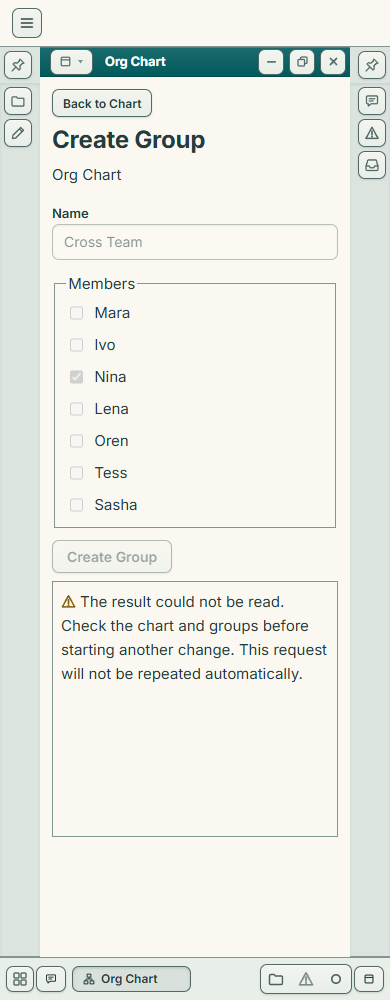 Org Chart
Back to Chart
Create Group
Org Chart
Name
Cross Team
Members
Mara
Ivo
Nina
Lena
Oren
Tess
Sasha
Create Group
The result could not be read.
Check the chart and groups before
starting another change. This request
will not be repeated automatically.
Org Chart